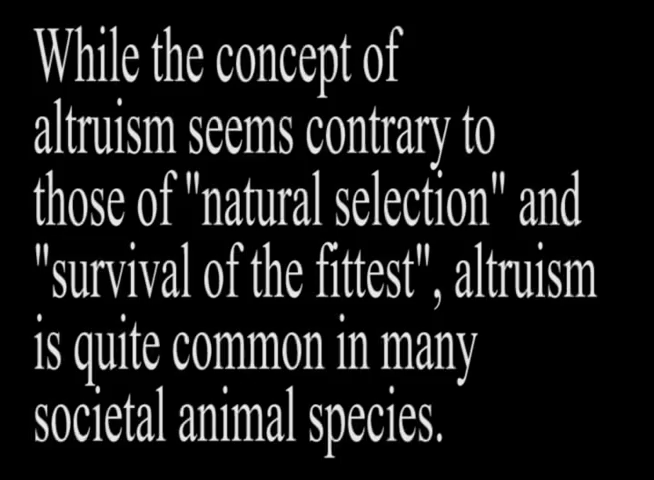 While the concept of
altruism seems contrary to
those of "natural selection" and
"survival of the fittest", altruism
is quite common in many
societal animal species.